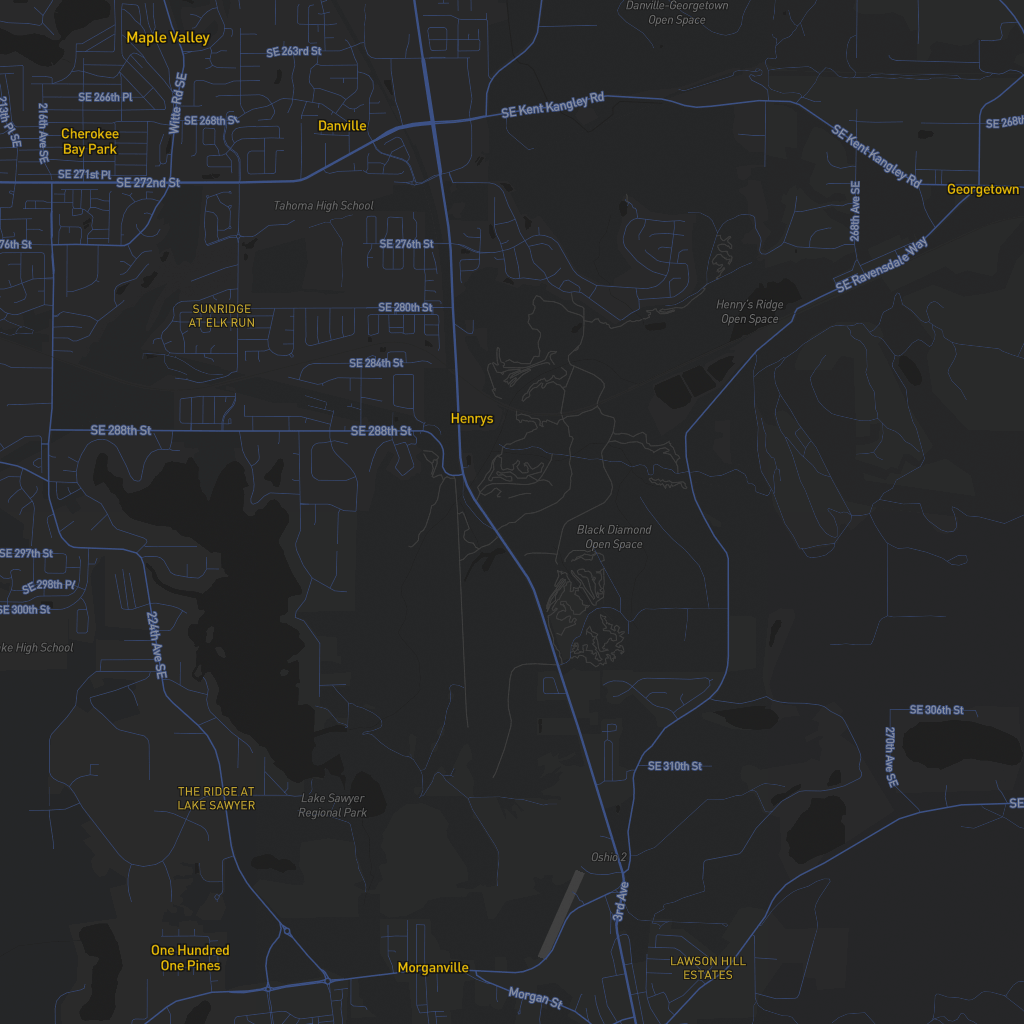 Danville-Georgetown
Open Space
Maple Valley
SE 263rd St
Witte Rd SE
SE 266th Pl
213th Pl SE
216th Ave SE
SE 268th St
Cherokee
Bay Park
Danville
SE Kent Kangley Rd
SE Kent Kangley Rd
SE 268th
SE 271st Pl
SE 272nd St
Georgetown
Tahoma High School
268th Ave SE
76th St
SE 276th St
SE Ravensdale Way
SUNRIDGE
AT ELK RUN
SE 280th St
Henry's Ridge
Open Space
SE 284th St
Henrys
SE 288th St
SE 288th St
Black Diamond
Open Space
SE 297th St
SE 298th Pl
SE 300th St
224th Ave SE
ke High School
SE 306th St
270th Ave SE
SE 310th St
THE RIDGE AT
LAKE SAWYER
Lake Sawyer
Regional Park
SE
Oshio 2
3rd Ave
One Hundred
One Pines
Morganville
LAWSON HILL
ESTATES
Morgan St